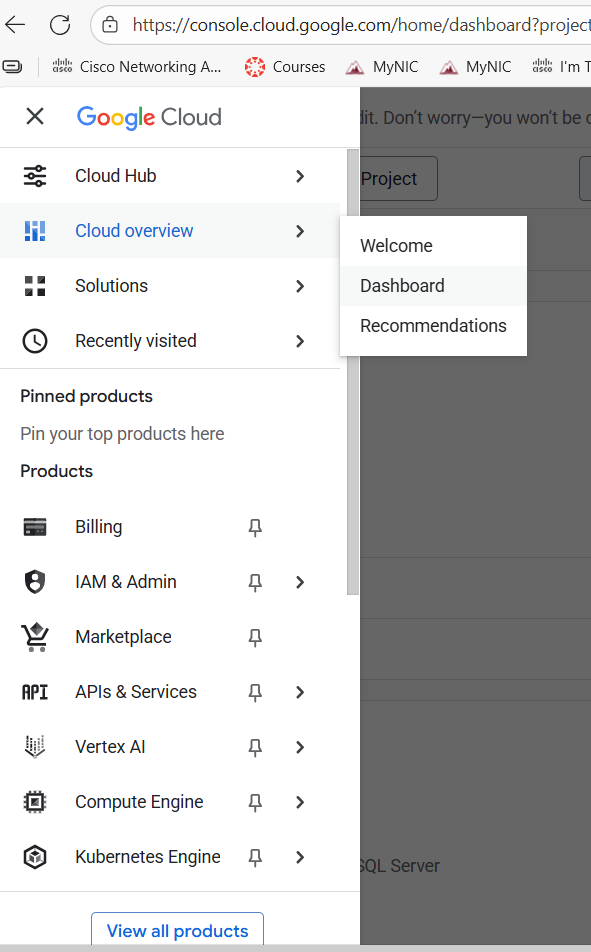 https://console.cloud.google.com/home/dashboard?project
Cisco Networking A... Courses MyNIC MyNIC I'm T
Google Cloud
dit. Don't worry—you won't be c
Cloud Hub
Project
Cloud overview
Welcome
Solutions
Dashboard
Recently visited
Recommendations
Pinned products
Pin your top products here
Products
Billing
IAM & Admin
Marketplace
API APIs & Services
Vertex AI
Compute Engine
Kubernetes Engine
SQL Server
View all products